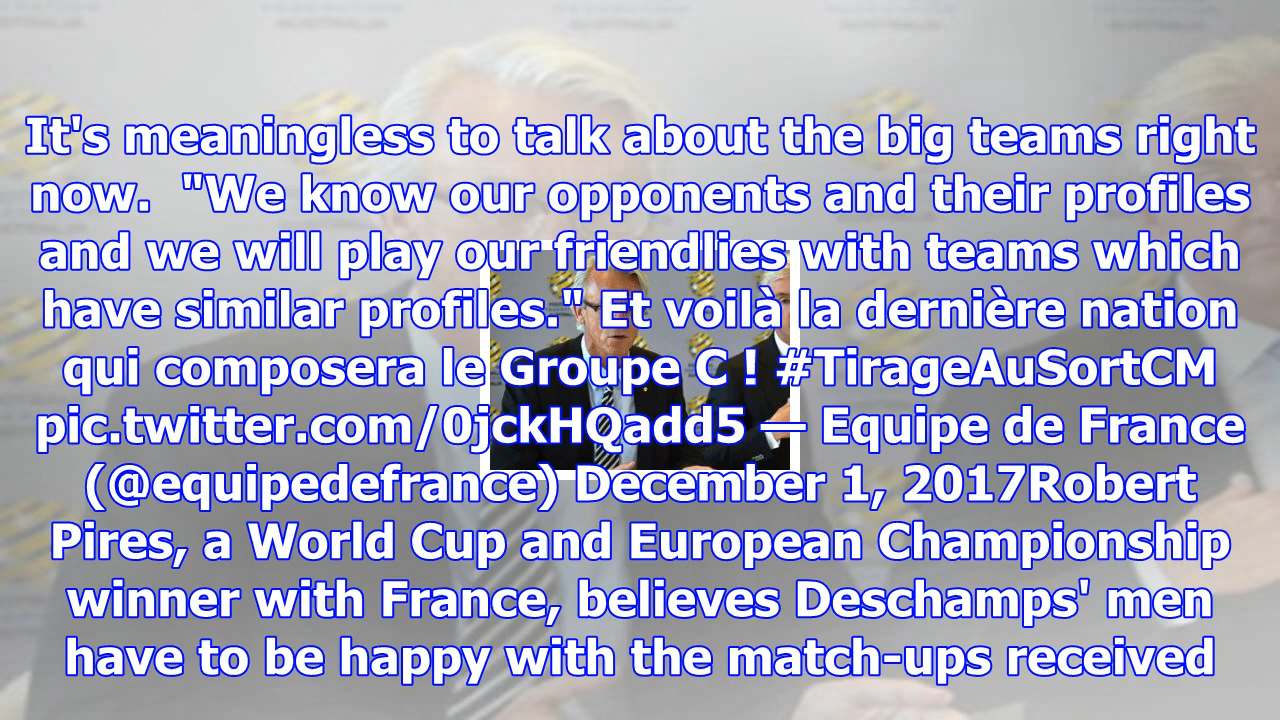 It's meaningless to talk about the big teams right
now.  "We know our opponents and their profiles
and we will play our friendlies with teams which
have similar profiles." Et voilà la dernière nation
qui composera le Groupe C ! #TirageAuSortCM
pic.twitter.com/0jckHQadd5 — Equipe de France
(@equipedefrance) December 1, 2017Robert
Pires, a World Cup and European Championship
winner with France, believes Deschamps' men
have to be happy with the match-ups received